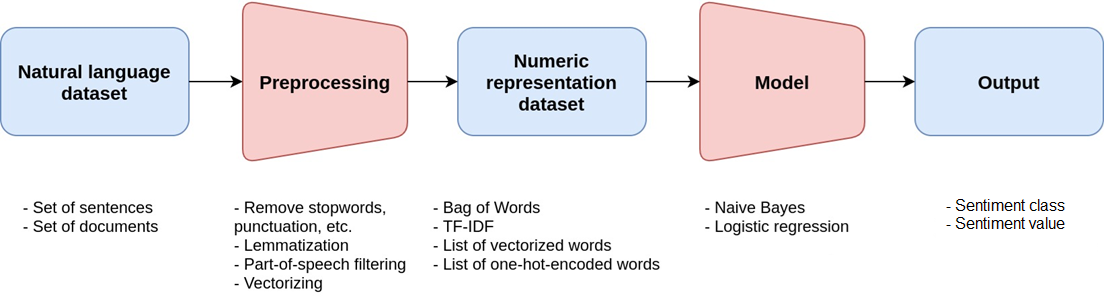 Natural language
dataset
Preprocessing
Numeric
representation
dataset
Model
Output
- Set of sentences
- Set of documents
- Remove stopwords,
punctuation, etc.
- Lemmatization
- Part-of-speech filtering
- Vectorizing
- Bag of Words
- TF-IDF
- List of vectorized words
- List of one-hot-encoded words
- Naive Bayes
- Logistic regression
- Sentiment class
- Sentiment value